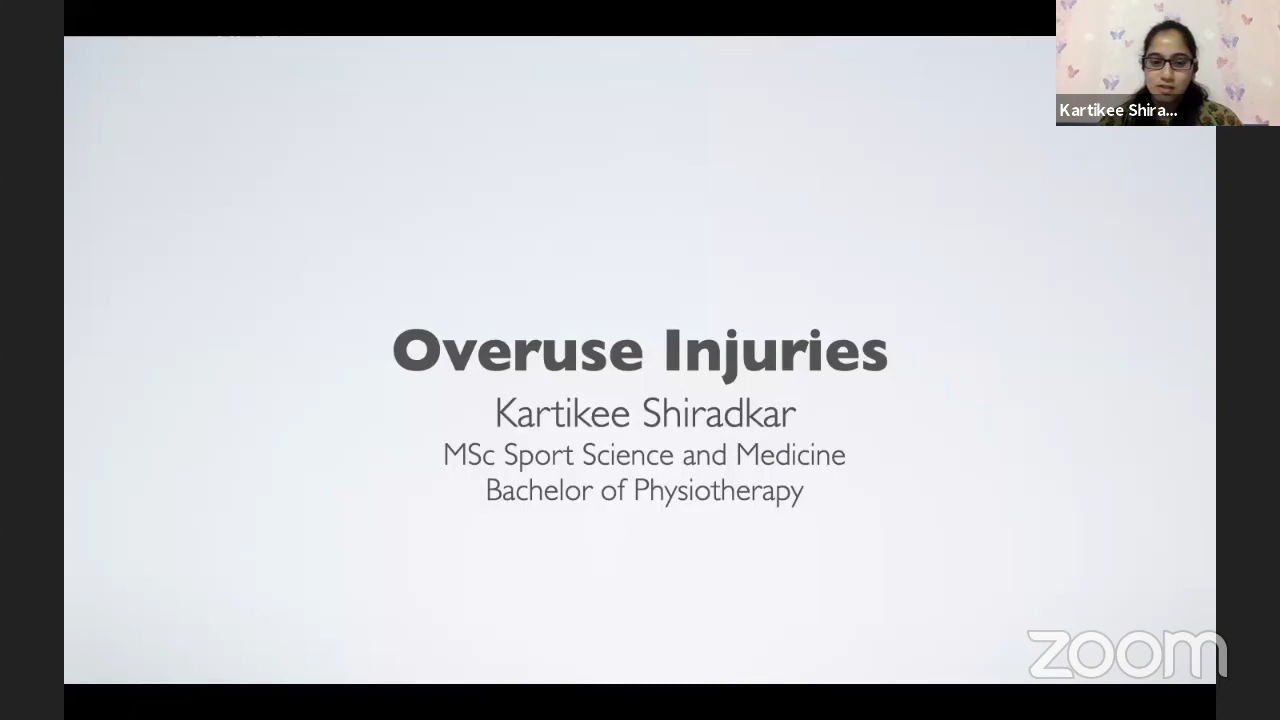 Kartikee Shira...
Overuse Injuries
Kartikee Shiradkar
MSc Sport Science and Medicine
Bachelor of Physiotherapy
zoom